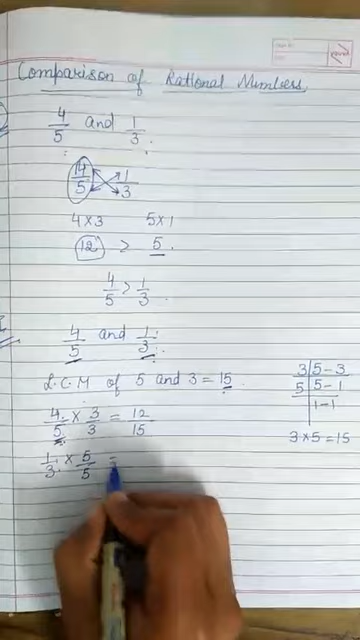 Comparison of Rational Numbers
4/5 and 1/3.
4/5 1/3
4×3 5×1
12 > 5.
4/5 > 1/3.
4/5 and 1/3.
L.C.M of 5 and 3 = 15
3 | 5 - 3
5 | 5 - 1
1 - 1
3×5 = 15
4/5 × 3/3 = 12/15
1/3 × 5/5 =